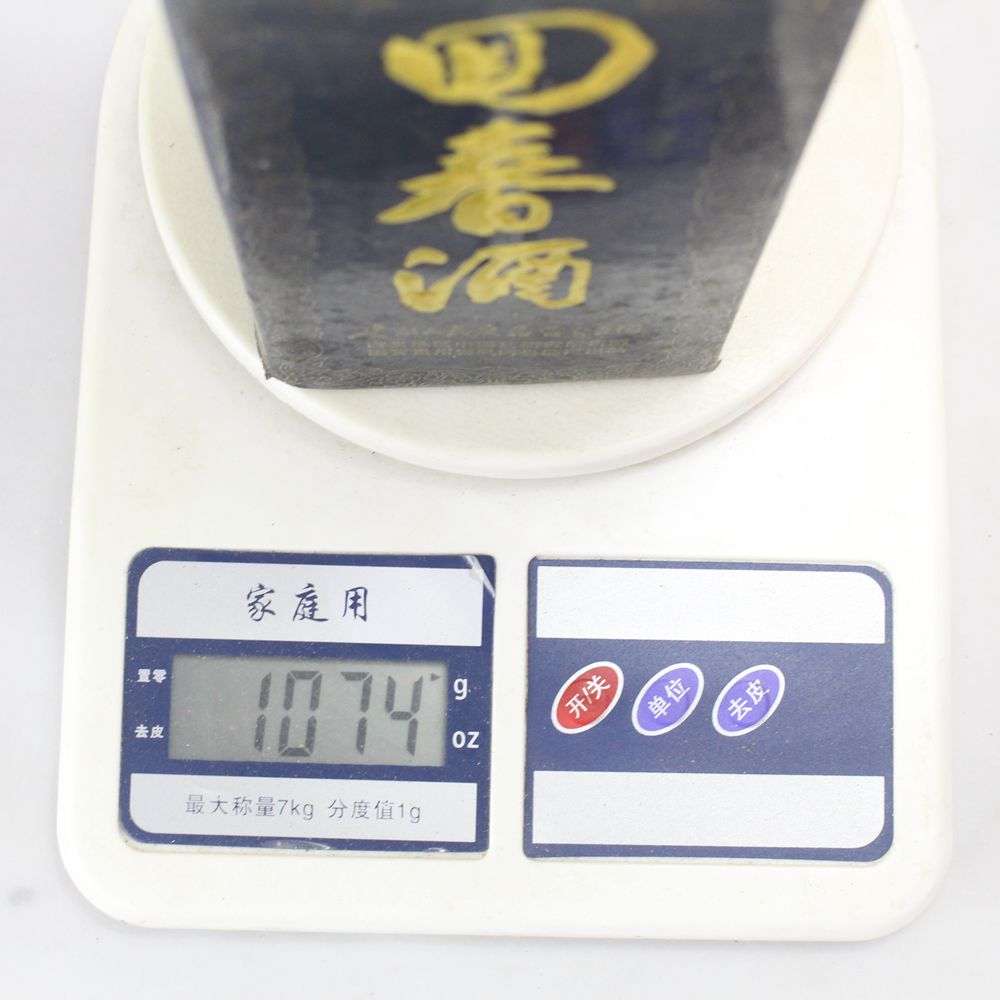 回
春
酒
家庭用
置零
1074
g
去皮
oz
最大称量7kg 分度值1g
开/关
单位
去皮